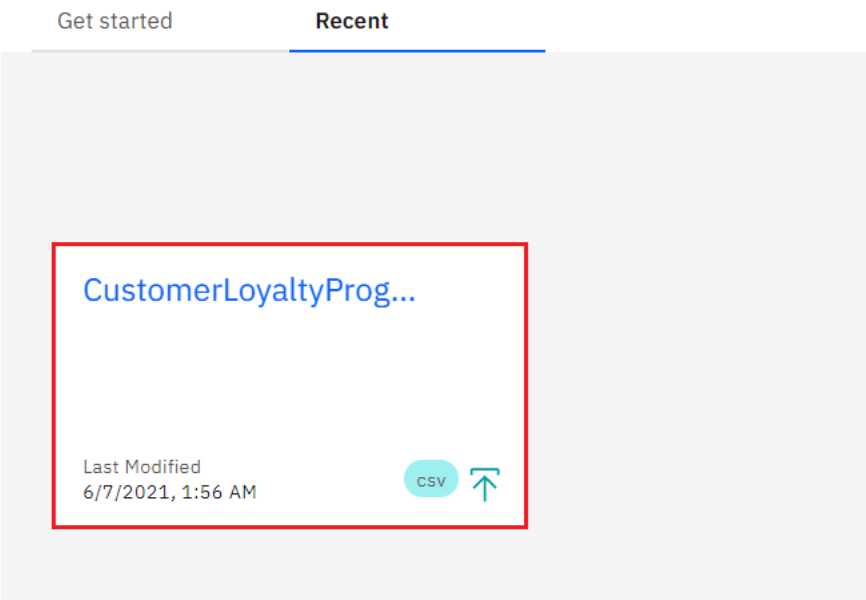 Get started
Recent
CustomerLoyaltyProg...
Last Modified
6/7/2021, 1:56 AM
csv